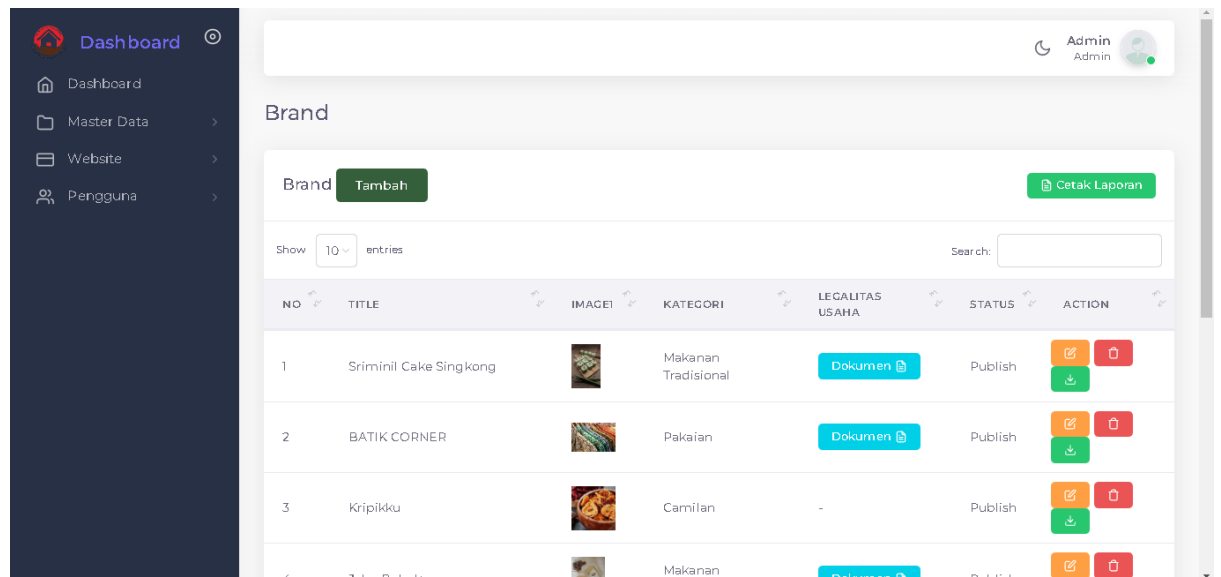 Dashboard
Dashboard
Master Data
Website
Pengguna
Admin
Admin
Brand
Brand Tambah
Cetak Laporan
Show 10 entries
Search:
NO TITLE IMAGE1 KATEGORI LEGALITAS USAHA STATUS ACTION
1 Sriminil Cake Singkong Makanan Tradisional Dokumen Publish
2 BATIK CORNER Pakaian Dokumen Publish
3 Kripikku Camilan - Publish
Makanan